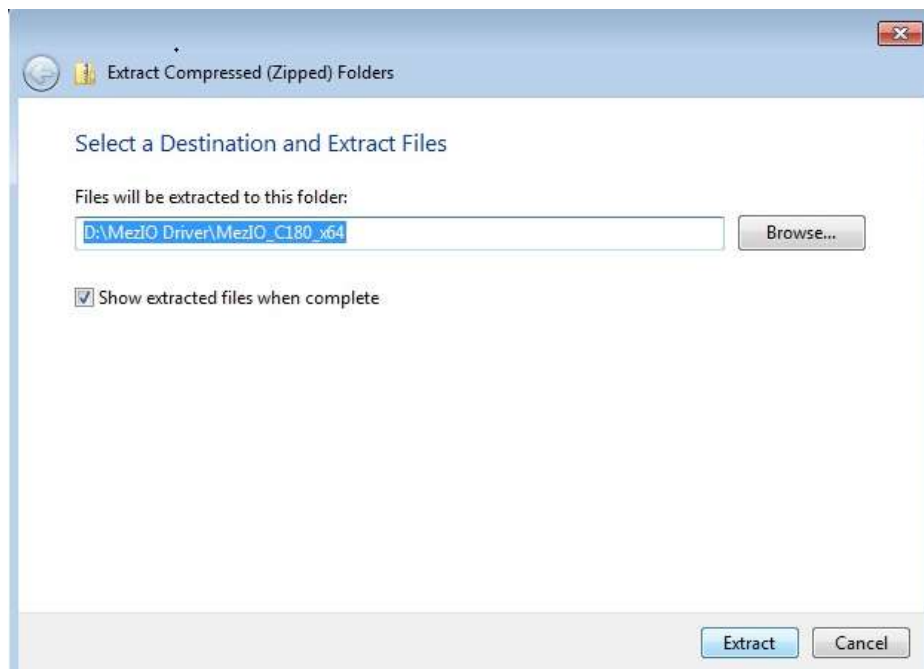 Extract Compressed (Zipped) Folders
Select a Destination and Extract Files
Files will be extracted to this folder:
D:\MezIO Driver\MezIO_C180_x64
Browse...
Show extracted files when complete
Extract
Cancel